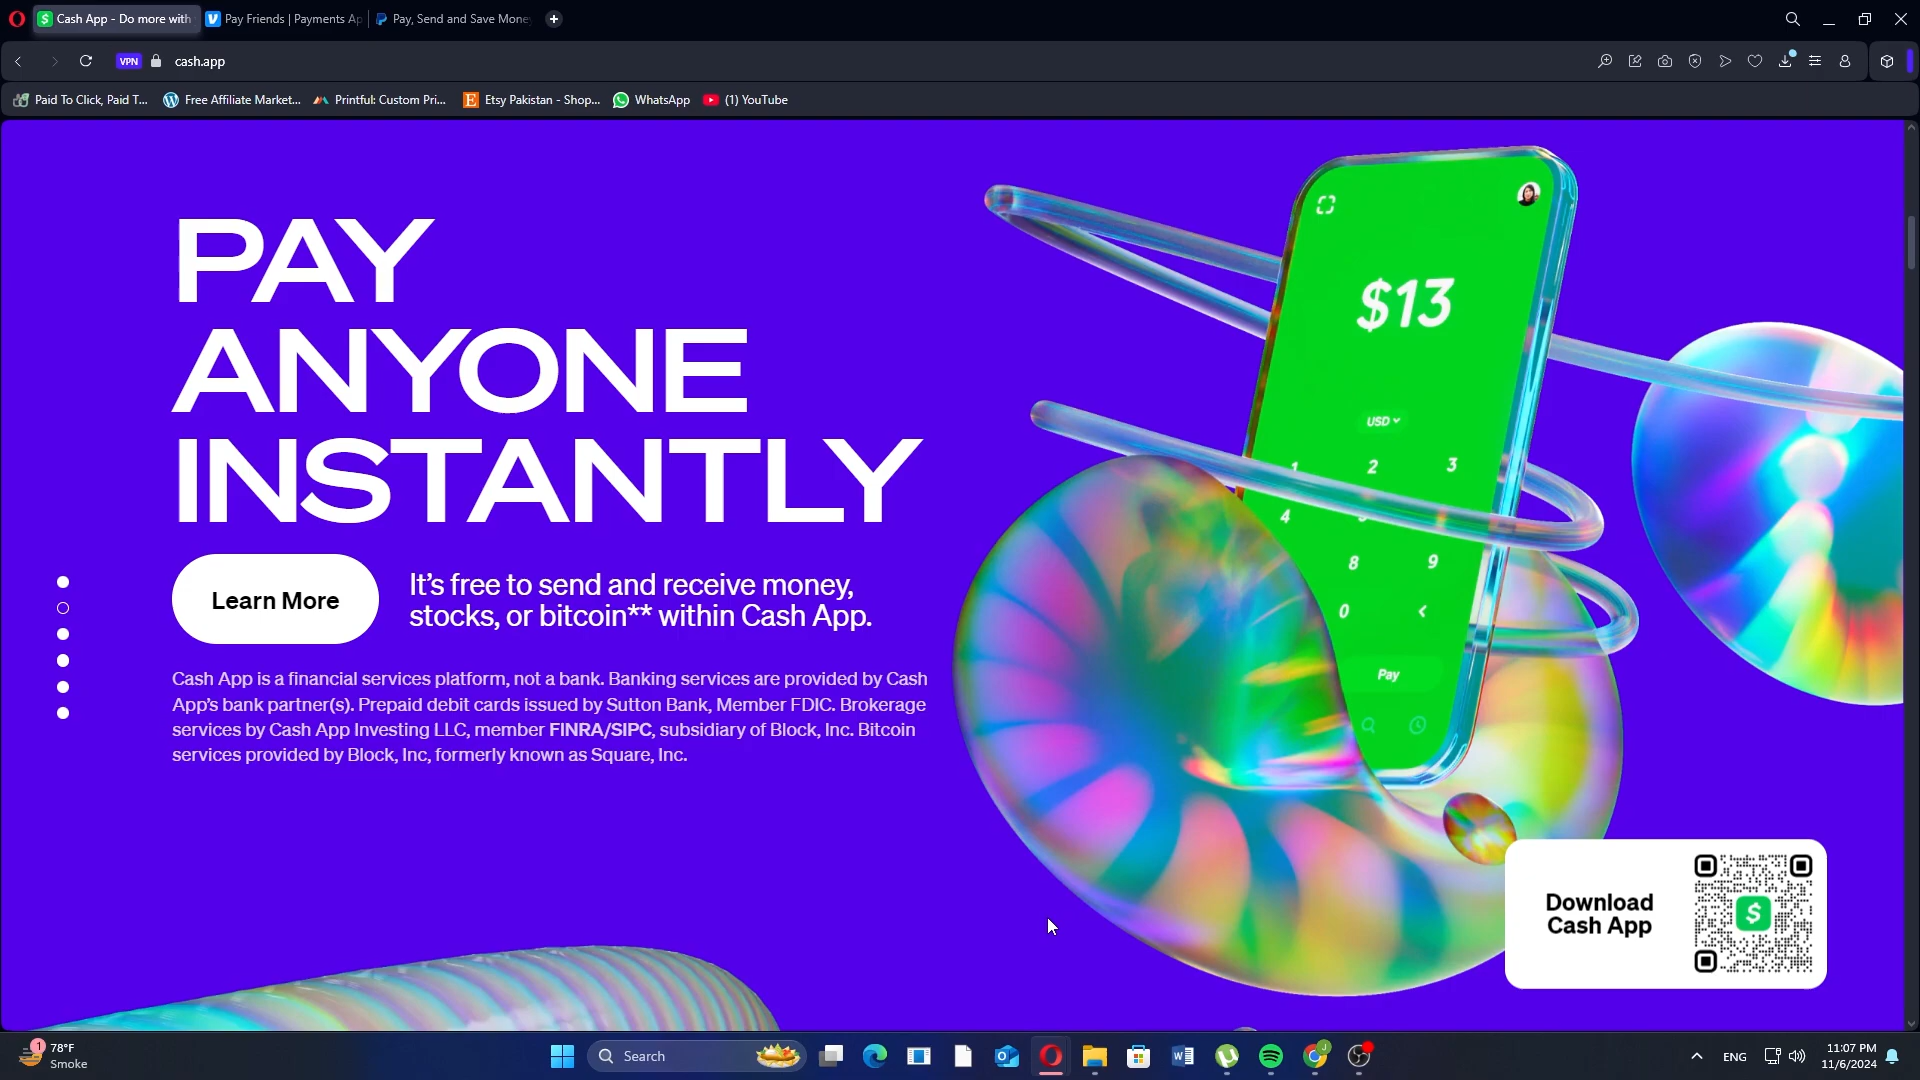 Cash App - Do more with
Pay Friends | Payments Ap
Pay, Send and Save Mone
VPN
cash.app
Paid To Click, Paid T...
Free Affiliate Market...
Printful: Custom Pri...
Etsy Pakistan - Shop...
WhatsApp
(1) YouTube
PAY
ANYONE
INSTANTLY
Learn More
It's free to send and receive money,
stocks, or bitcoin** within Cash App.
Cash App is a financial services platform, not a bank. Banking services are provided by Cash
App's bank partner(s). Prepaid debit cards issued by Sutton Bank, Member FDIC. Brokerage
services by Cash App Investing LLC, member FINRA/SIPC, subsidiary of Block, Inc. Bitcoin
services provided by Block, Inc, formerly known as Square, Inc.
$13
USD
1 2 3
4
8 9
0 <
Pay
Download
Cash App
$
1
78°F
Smoke
Search
ENG
11:07 PM
11/6/2024